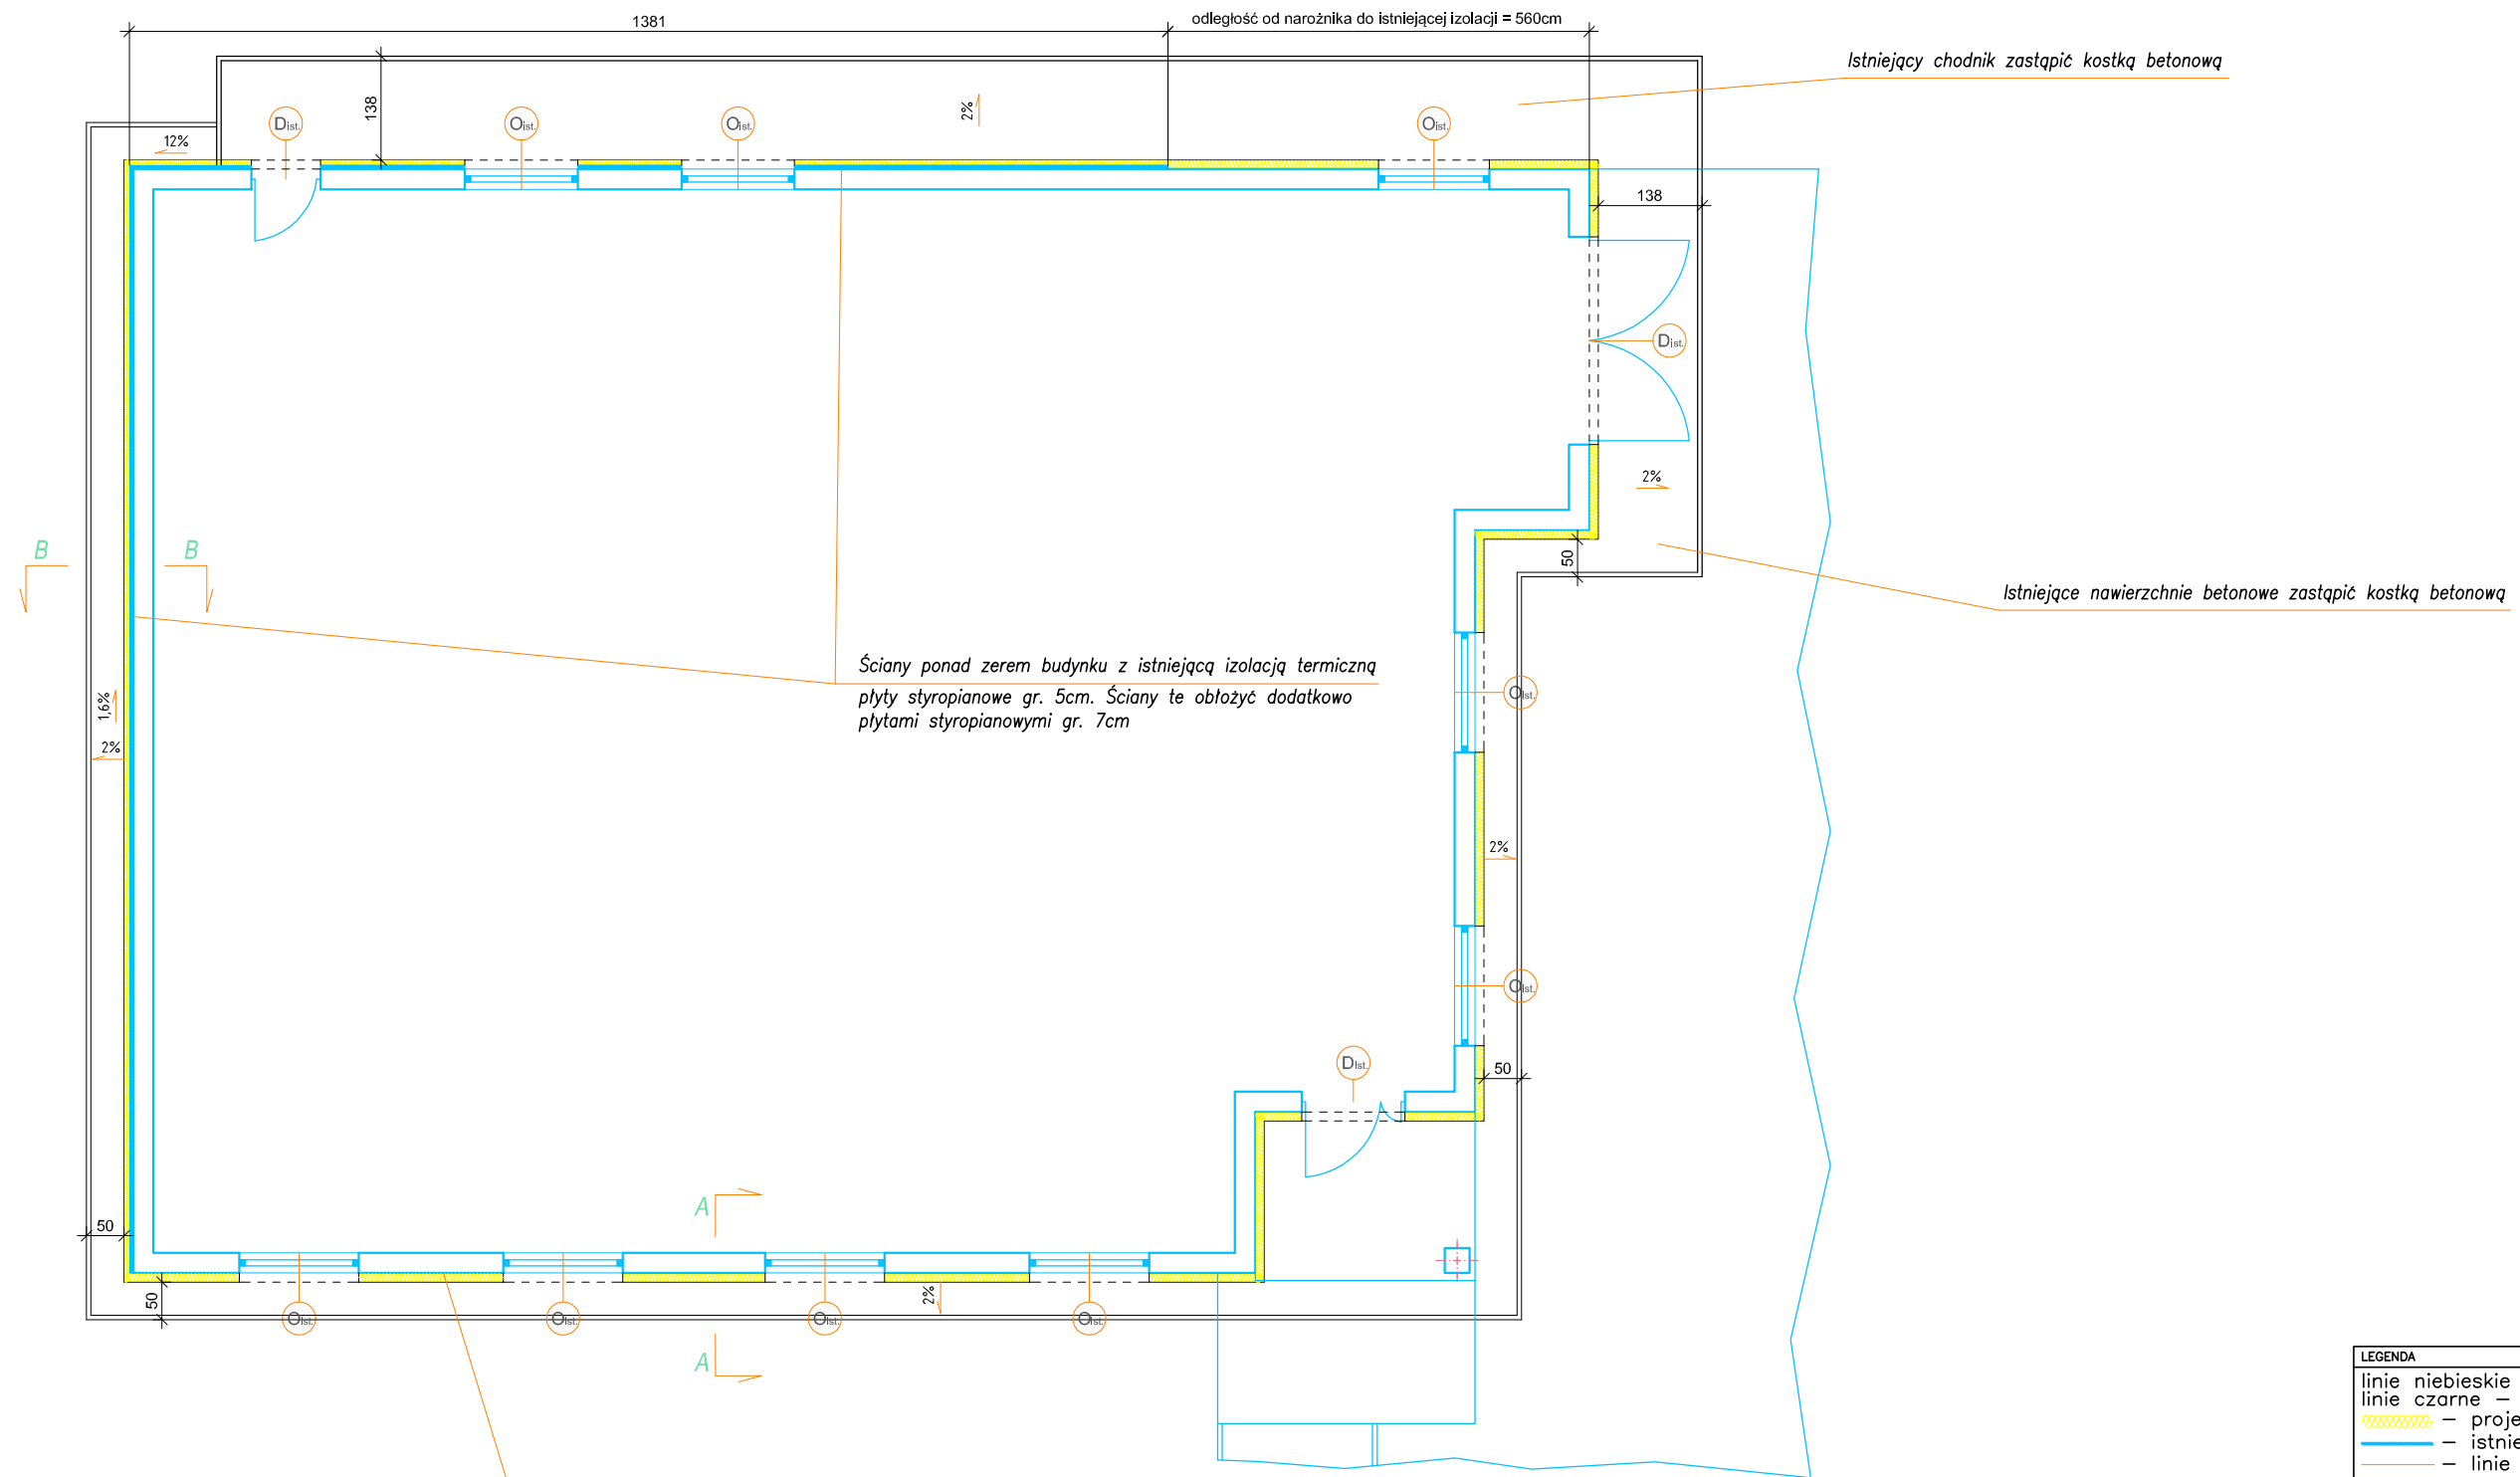 1381
odległość od narożnika do istniejącej izolacji = 560cm
Istniejący chodnik zastąpić kostką betonową
138
2%
Dist.
Oist.
Oist.
Oist.
12%
138
Dist.
2%
B
B
50
Istniejące nawierzchnie betonowe zastąpić kostką betonową
Ściany ponad zerem budynku z istniejącą izolacją termiczną
płyty styropianowe gr. 5cm. Ściany te obłożyć dodatkowo
płytami styropianowymi gr. 7cm
Oist.
1,6%
2%
2%
Oist.
Dist.
50
A
50
50
2%
Oist.
Oist.
Oist.
Oist.
A
LEGENDA
linie niebieskie
linie czarne –
– proje
– istnie
– linie